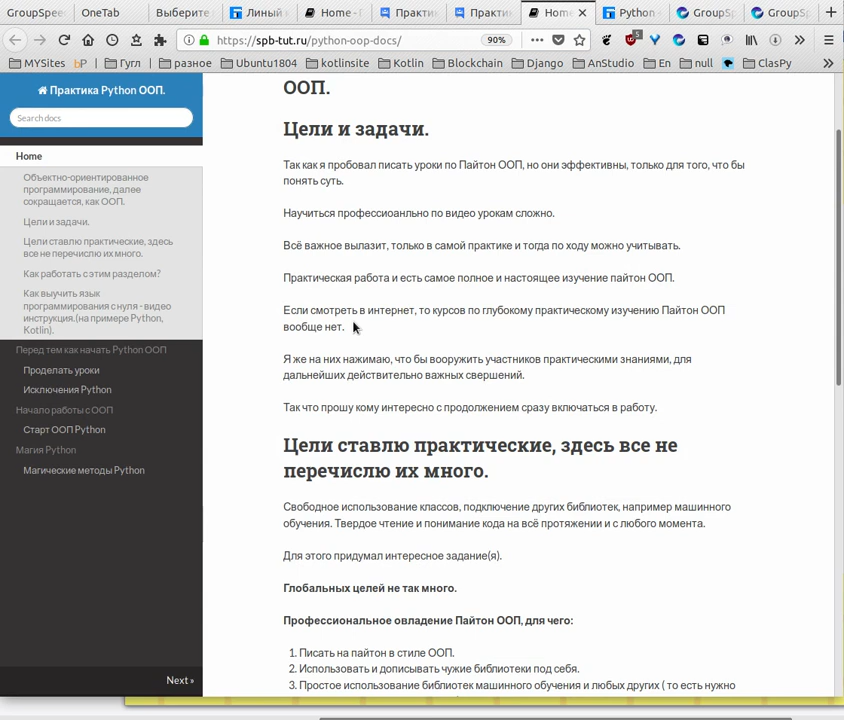 GroupSpee
OneTab
Выберите
Линый к
Home - П
Практи
Практи
Home
Python
GroupSp
GroupSp
https://spb-tut.ru/python-oop-docs/
90%
5
MYSites
bP
Гугл
разное
Ubuntu1804
kotlinsite
Kotlin
Blockchain
Django
AnStudio
En
null
ClasPy
Практика Python ООП.
Search docs
Home
Объектно-ориентированное
программирование, далее
сокращается, как ООП.
Цели и задачи.
Цели ставлю практические, здесь
все не перечислю их много.
Как работать с этим разделом?
Как выучить язык
программирования с нуля - видео
инструкция.(на примере Python,
Kotlin).
Перед тем как начать Python ООП
Проделать уроки
Исключения Python
Начало работы с ООП
Старт ООП Python
Магия Python
Магические методы Python
Next »
ООП.
Цели и задачи.
Так как я пробовал писать уроки по Пайтон ООП, но они эффективны, только для того, что бы
понять суть.
Научиться профессиоанльно по видео урокам сложно.
Всё важное вылазит, только в самой практике и тогда по ходу можно учитывать.
Практическая работа и есть самое полное и настоящее изучение пайтон ООП.
Если смотреть в интернет, то курсов по глубокому практическому изучению Пайтон ООП
вообще нет.
Я же на них нажимаю, что бы вооружить участников практическими знаниями, для
дальнейших действительно важных свершений.
Так что прошу кому интересно с продолжением сразу включаться в работу.
Цели ставлю практические, здесь все не
перечислю их много.
Свободное использование классов, подключение других библиотек, например машинного
обучения. Твердое чтение и понимание кода на всё протяжении и с любого момента.
Для этого придумал интересное задание(я).
Глобальных целей не так много.
Профессиональное овладение Пайтон ООП, для чего:
1. Писать на пайтон в стиле ООП.
2. Использовать и дописывать чужие библиотеки под себя.
3. Простое использование библиотек машинного обучения и любых других ( то есть нужно